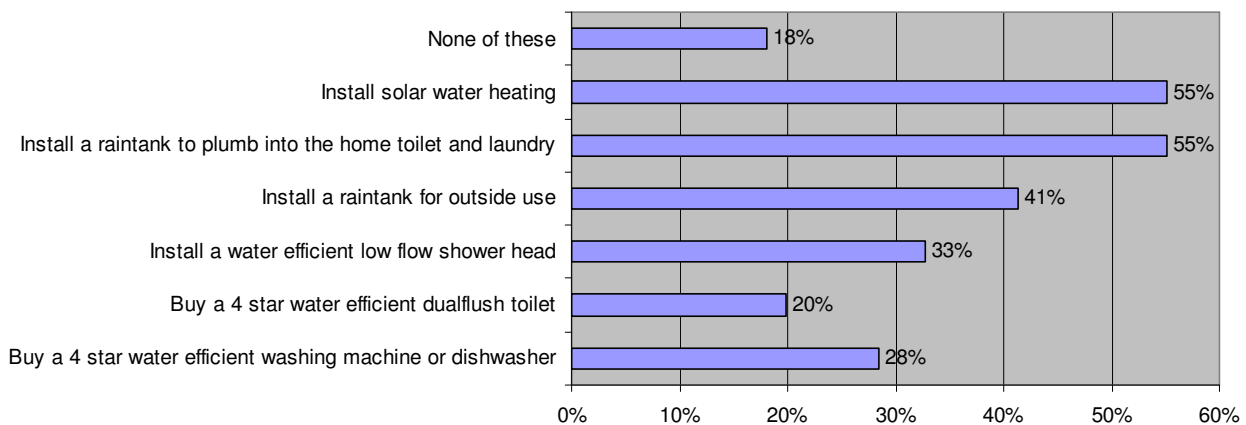 None of these
18%
Install solar water heating
55%
Install a raintank to plumb into the home toilet and laundry
55%
Install a raintank for outside use
41%
Install a water efficient low flow shower head
33%
Buy a 4 star water efficient dualflush toilet
20%
Buy a 4 star water efficient washing machine or dishwasher
28%
0% 10% 20% 30% 40% 50% 60%